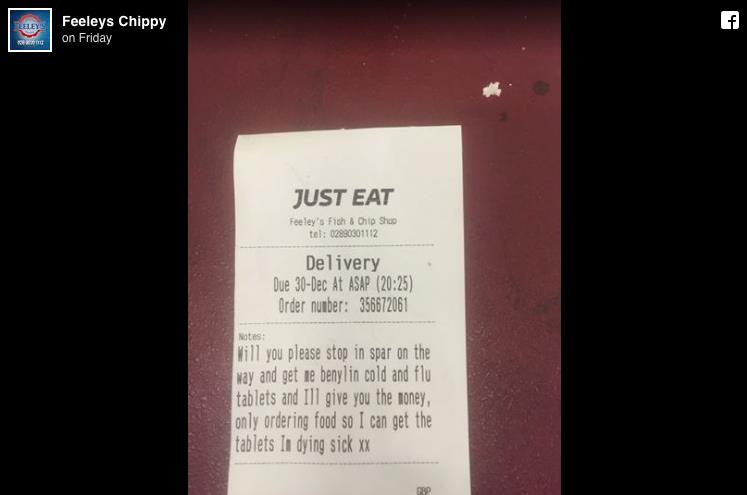 Feeleys Chippy
on Friday
FEELEY'S
JUST EAT
Feeley's Fish & Chip Shop
tel: 02890301112
Delivery
Due 30-Dec At ASAP (20:25)
Order number: 356672061
Notes:
Will you please stop in spar on the
way and get me benylin cold and flu
tablets and Ill give you the money,
only ordering food so I can get the
tablets Im dying sick xx
GBP